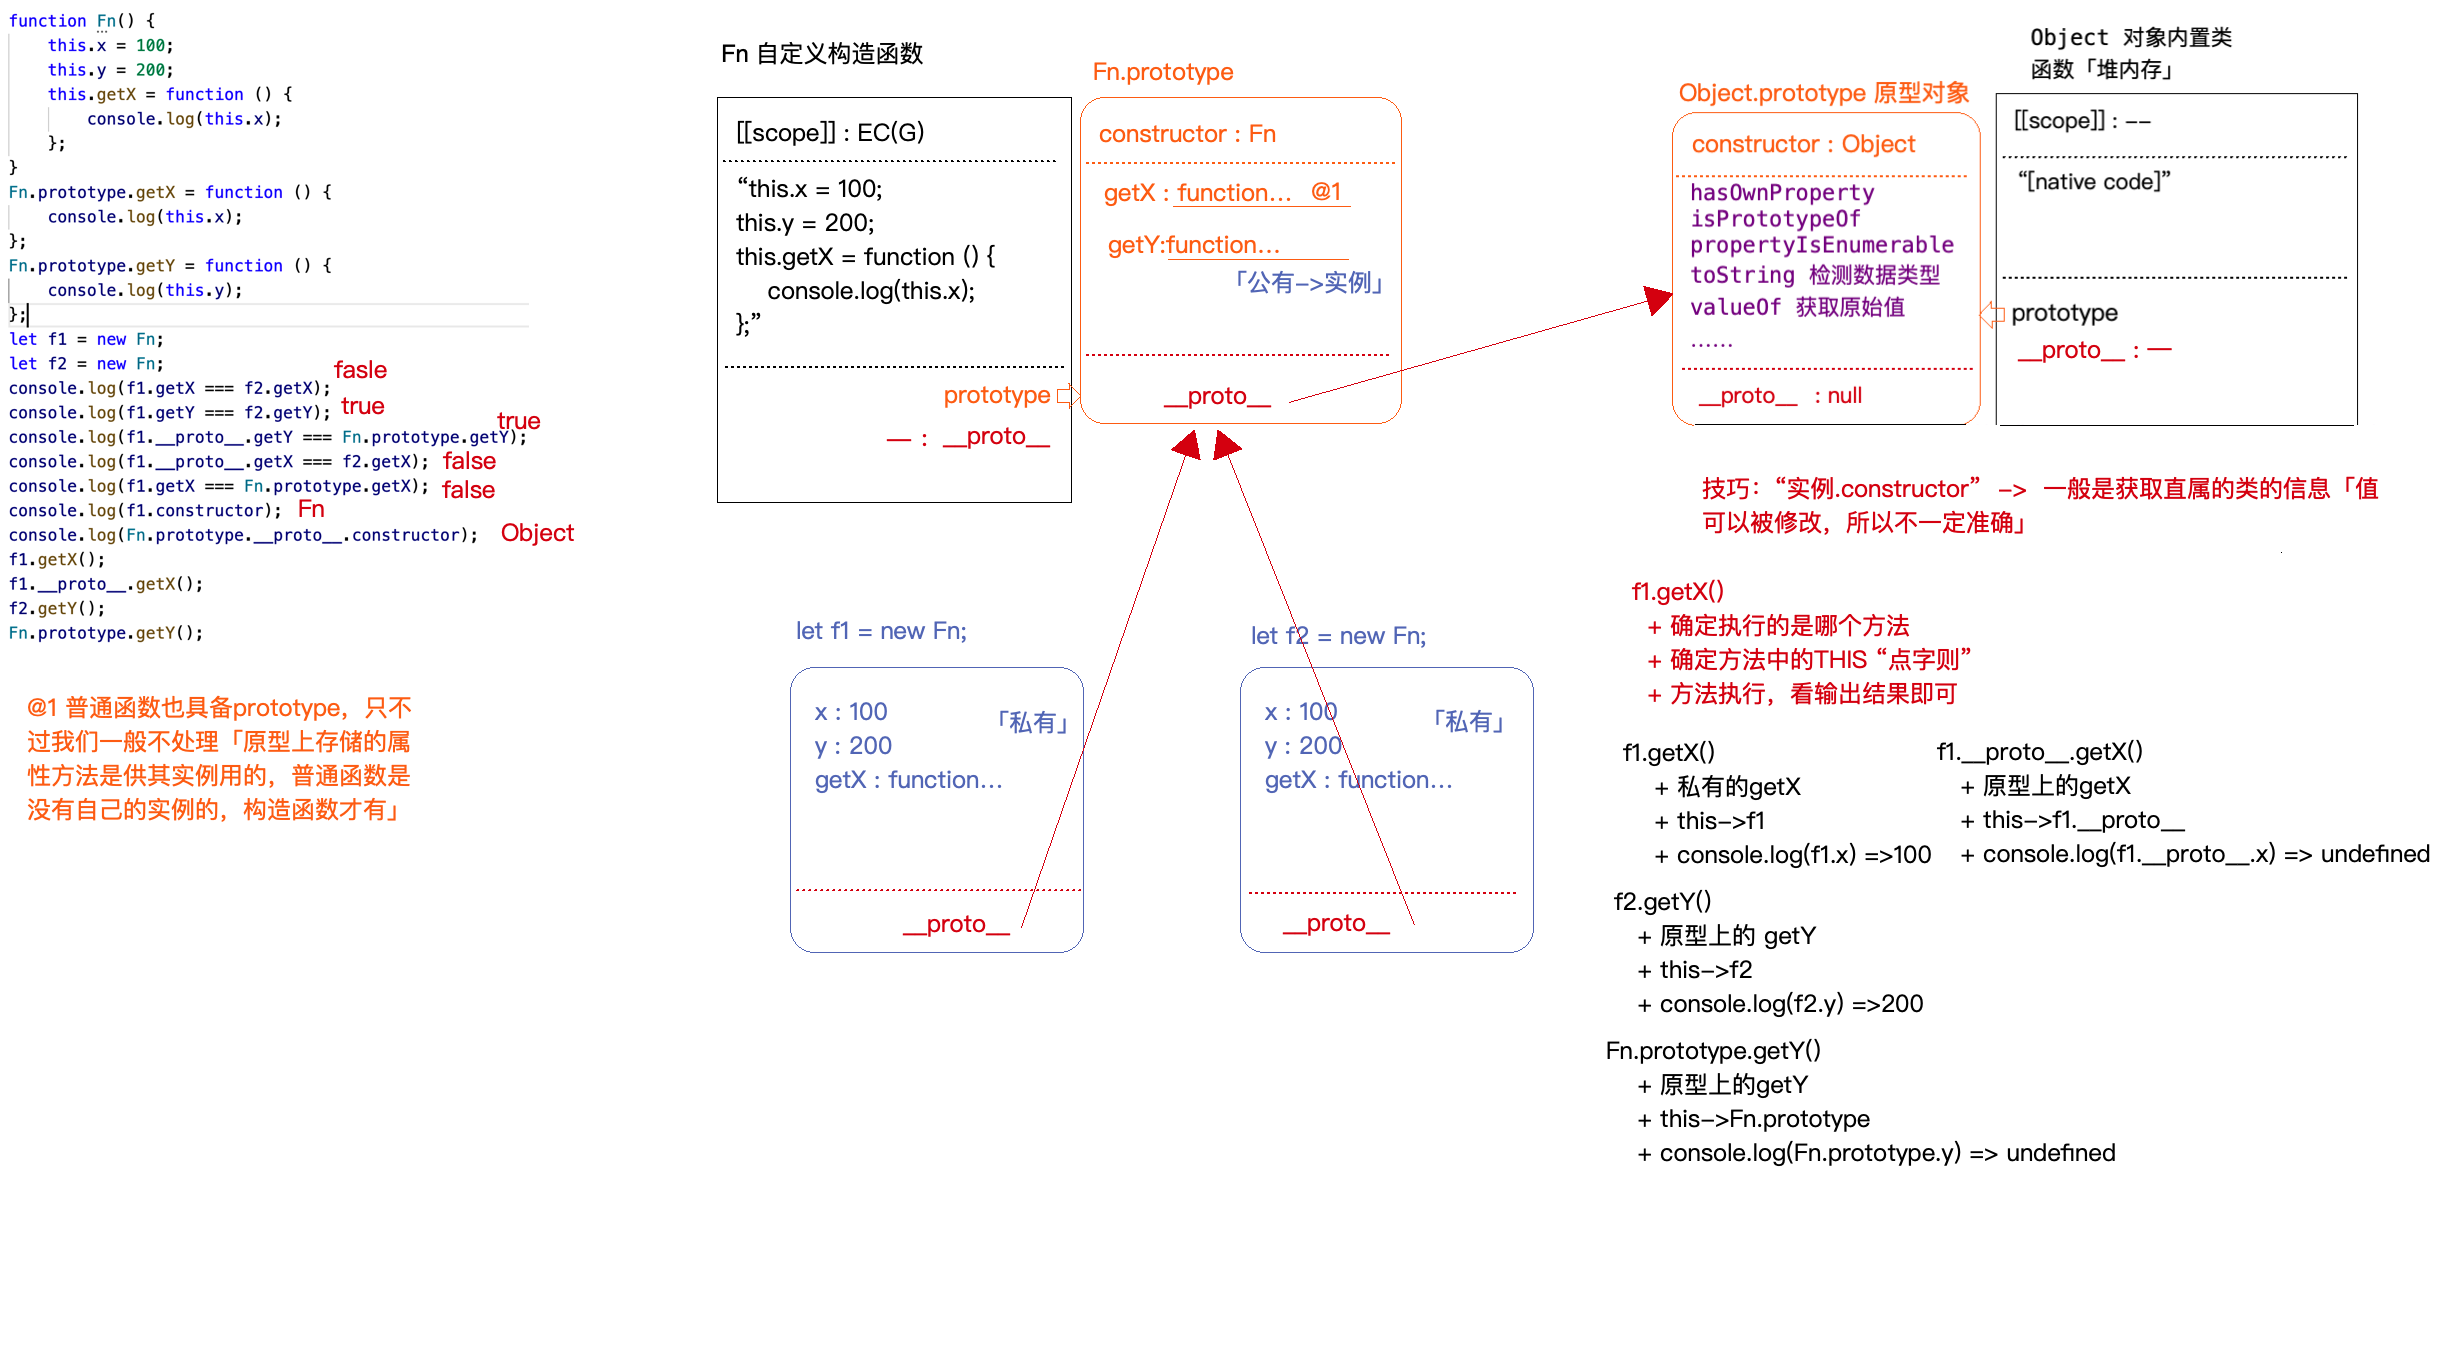 function Fn() {
    this.x = 100;
    this.y = 200;
    this.getX = function () {
        console.log(this.x);
    };
}
Fn.prototype.getX = function () {
    console.log(this.x);
};
Fn.prototype.getY = function () {
    console.log(this.y);
};
let f1 = new Fn;
let f2 = new Fn;
console.log(f1.getX === f2.getX); fasle
console.log(f1.getY === f2.getY); true
console.log(f1.__proto__.getY === Fn.prototype.getY); true
console.log(f1.__proto__.getX === f2.getX); false
console.log(f1.getX === Fn.prototype.getX); false
console.log(f1.constructor); Fn
console.log(Fn.prototype.__proto__.constructor); Object
f1.getX();
f1.__proto__.getX();
f2.getY();
Fn.prototype.getY();
@1 普通函数也具备prototype，只不
过我们一般不处理「原型上存储的属
性方法是供其实例用的，普通函数是
没有自己的实例的，构造函数才有」
Fn 自定义构造函数
[[scope]] : EC(G)
“this.x = 100;
this.y = 200;
this.getX = function () {
    console.log(this.x);
};”
prototype
— : __proto__
Fn.prototype
constructor : Fn
getX : function... @1
getY:function...
「公有->实例」
__proto__
Object.prototype 原型对象
constructor : Object
hasOwnProperty
isPrototypeOf
propertyIsEnumerable
toString 检测数据类型
valueOf 获取原始值
......
__proto__ : null
Object 对象内置类
函数「堆内存」
[[scope]] : --
“[native code]”
prototype
__proto__ : —
let f1 = new Fn;
x : 100
「私有」
y : 200
getX : function...
__proto__
let f2 = new Fn;
x : 100
「私有」
y : 200
getX : function...
__proto__
技巧：“实例.constructor” -> 一般是获取直属的类的信息「值
可以被修改，所以不一定准确」
f1.getX()
+ 确定执行的是哪个方法
+ 确定方法中的THIS “点字则”
+ 方法执行，看输出结果即可
f1.getX()
+ 私有的getX
+ this->f1
+ console.log(f1.x) =>100
f1.__proto__.getX()
+ 原型上的getX
+ this->f1.__proto__
+ console.log(f1.__proto__.x) => undefined
f2.getY()
+ 原型上的 getY
+ this->f2
+ console.log(f2.y) =>200
Fn.prototype.getY()
+ 原型上的getY
+ this->Fn.prototype
+ console.log(Fn.prototype.y) => undefined